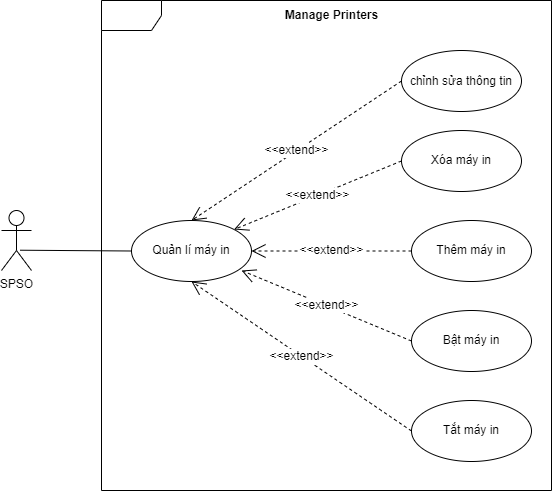 Manage Printers
chỉnh sửa thông tin
<<extend>>
Xóa máy in
<<extend>>
SPSO
Quản lí máy in
<<extend>>
Thêm máy in
<<extend>>
Bật máy in
<<extend>>
Tắt máy in